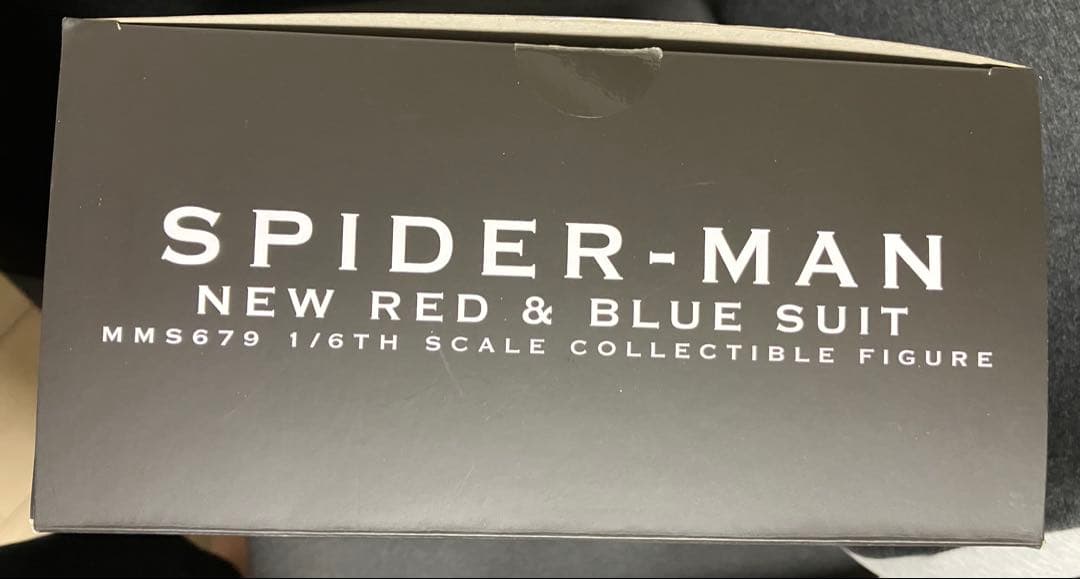 SPIDER-MAN
NEW RED & BLUE SUIT
MMS679 1/6TH SCALE COLLECTIBLE FIGURE